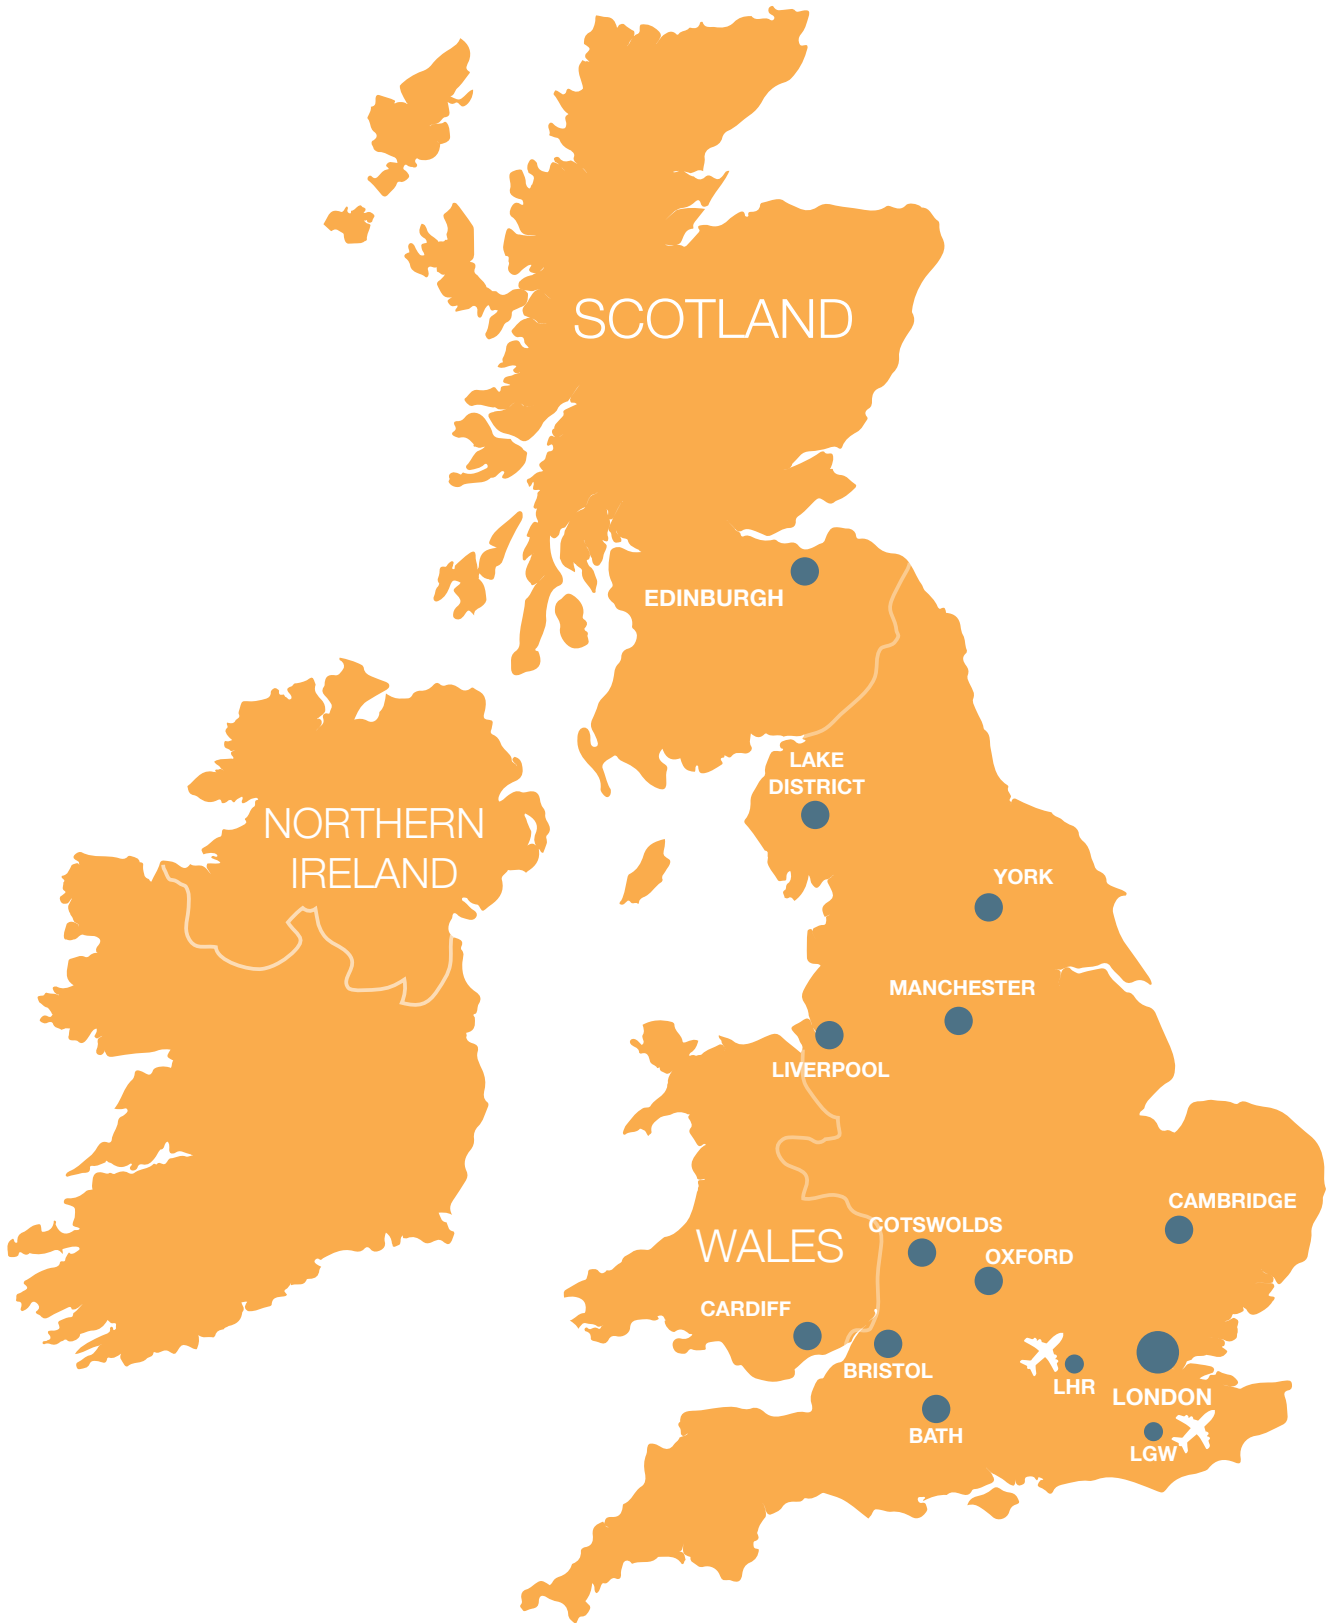 SCOTLAND
EDINBURGH
LAKE
DISTRICT
NORTHERN
IRELAND
YORK
MANCHESTER
LIVERPOOL
CAMBRIDGE
COTSWOLDS
WALES
OXFORD
CARDIFF
BRISTOL
LHR
LONDON
BATH
LGW